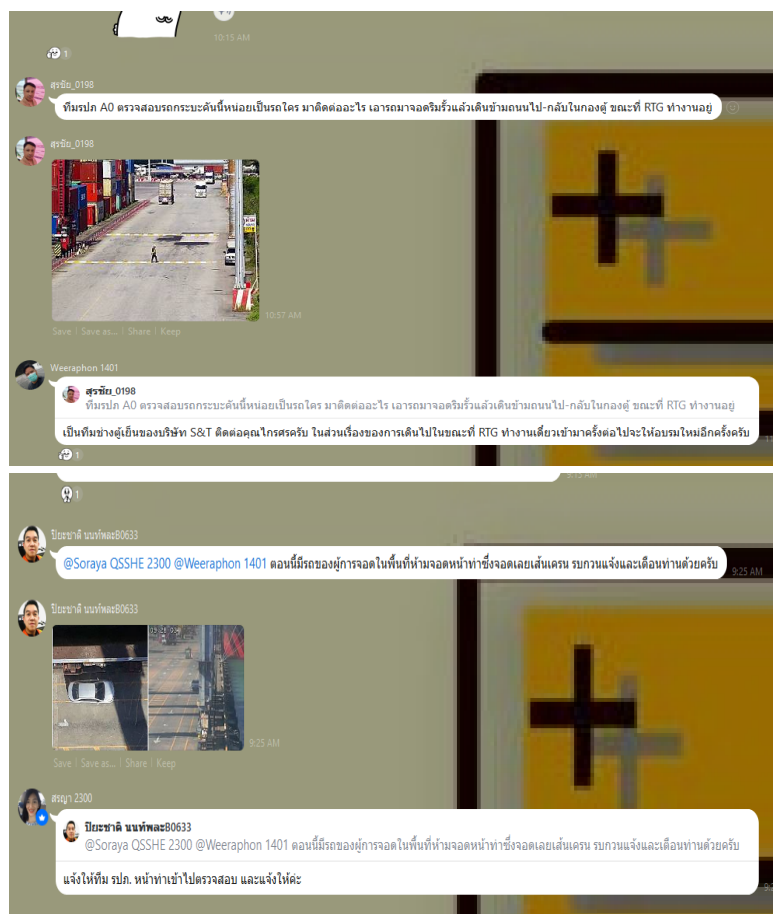 10:15 AM
1
สุรชัย_0198
ทีมรปภ A0 ตรวจสอบรถกระบะคันนี้หน่อยเป็นรถใคร มาติดต่ออะไร เอารถมาจอดริมรั้วแล้วเดินข้ามถนนไป-กลับในกองตู้ ขณะที่ RTG ทำงานอยู่
สุรชัย_0198
10:57 AM
Save | Save as... | Share | Keep
Weeraphon 1401
สุรชัย_0198
ทีมรปภ A0 ตรวจสอบรถกระบะคันนี้หน่อยเป็นรถใคร มาติดต่ออะไร เอารถมาจอดริมรั้วแล้วเดินข้ามถนนไป-กลับในกองตู้ ขณะที่ RTG ทำงานอยู่
เป็นทีมช่างตู้เย็นของบริษัท S&T ติดต่อคุณไกรศรครับ ในส่วนเรื่องของการเดินไปในขณะที่ RTG ทำงานเดี่ยวเข้ามาครั้งต่อไปจะให้อบรมใหม่อีกครั้งครับ
1
9:15 AM
1
ปิยะชาติ นนท์พละB0633
@Soraya QSSHE 2300 @Weeraphon 1401 ตอนนี้มีรถของผู้การจอดในพื้นที่ห้ามจอดหน้าท่าซึ่งจอดเลยเส้นเครน รบกวนแจ้งและเตือนท่านด้วยครับ
9:25 AM
ปิยะชาติ นนท์พละB0633
9:25 AM
Save | Save as... | Share | Keep
สรญา 2300
ปิยะชาติ นนท์พละB0633
@Soraya QSSHE 2300 @Weeraphon 1401 ตอนนี้มีรถของผู้การจอดในพื้นที่ห้ามจอดหน้าท่าซึ่งจอดเลยเส้นเครน รบกวนแจ้งและเตือนท่านด้วยครับ
แจ้งให้ทีม รปภ. หน้าท่าเข้าไปตรวจสอบ และแจ้งให้ค่ะ